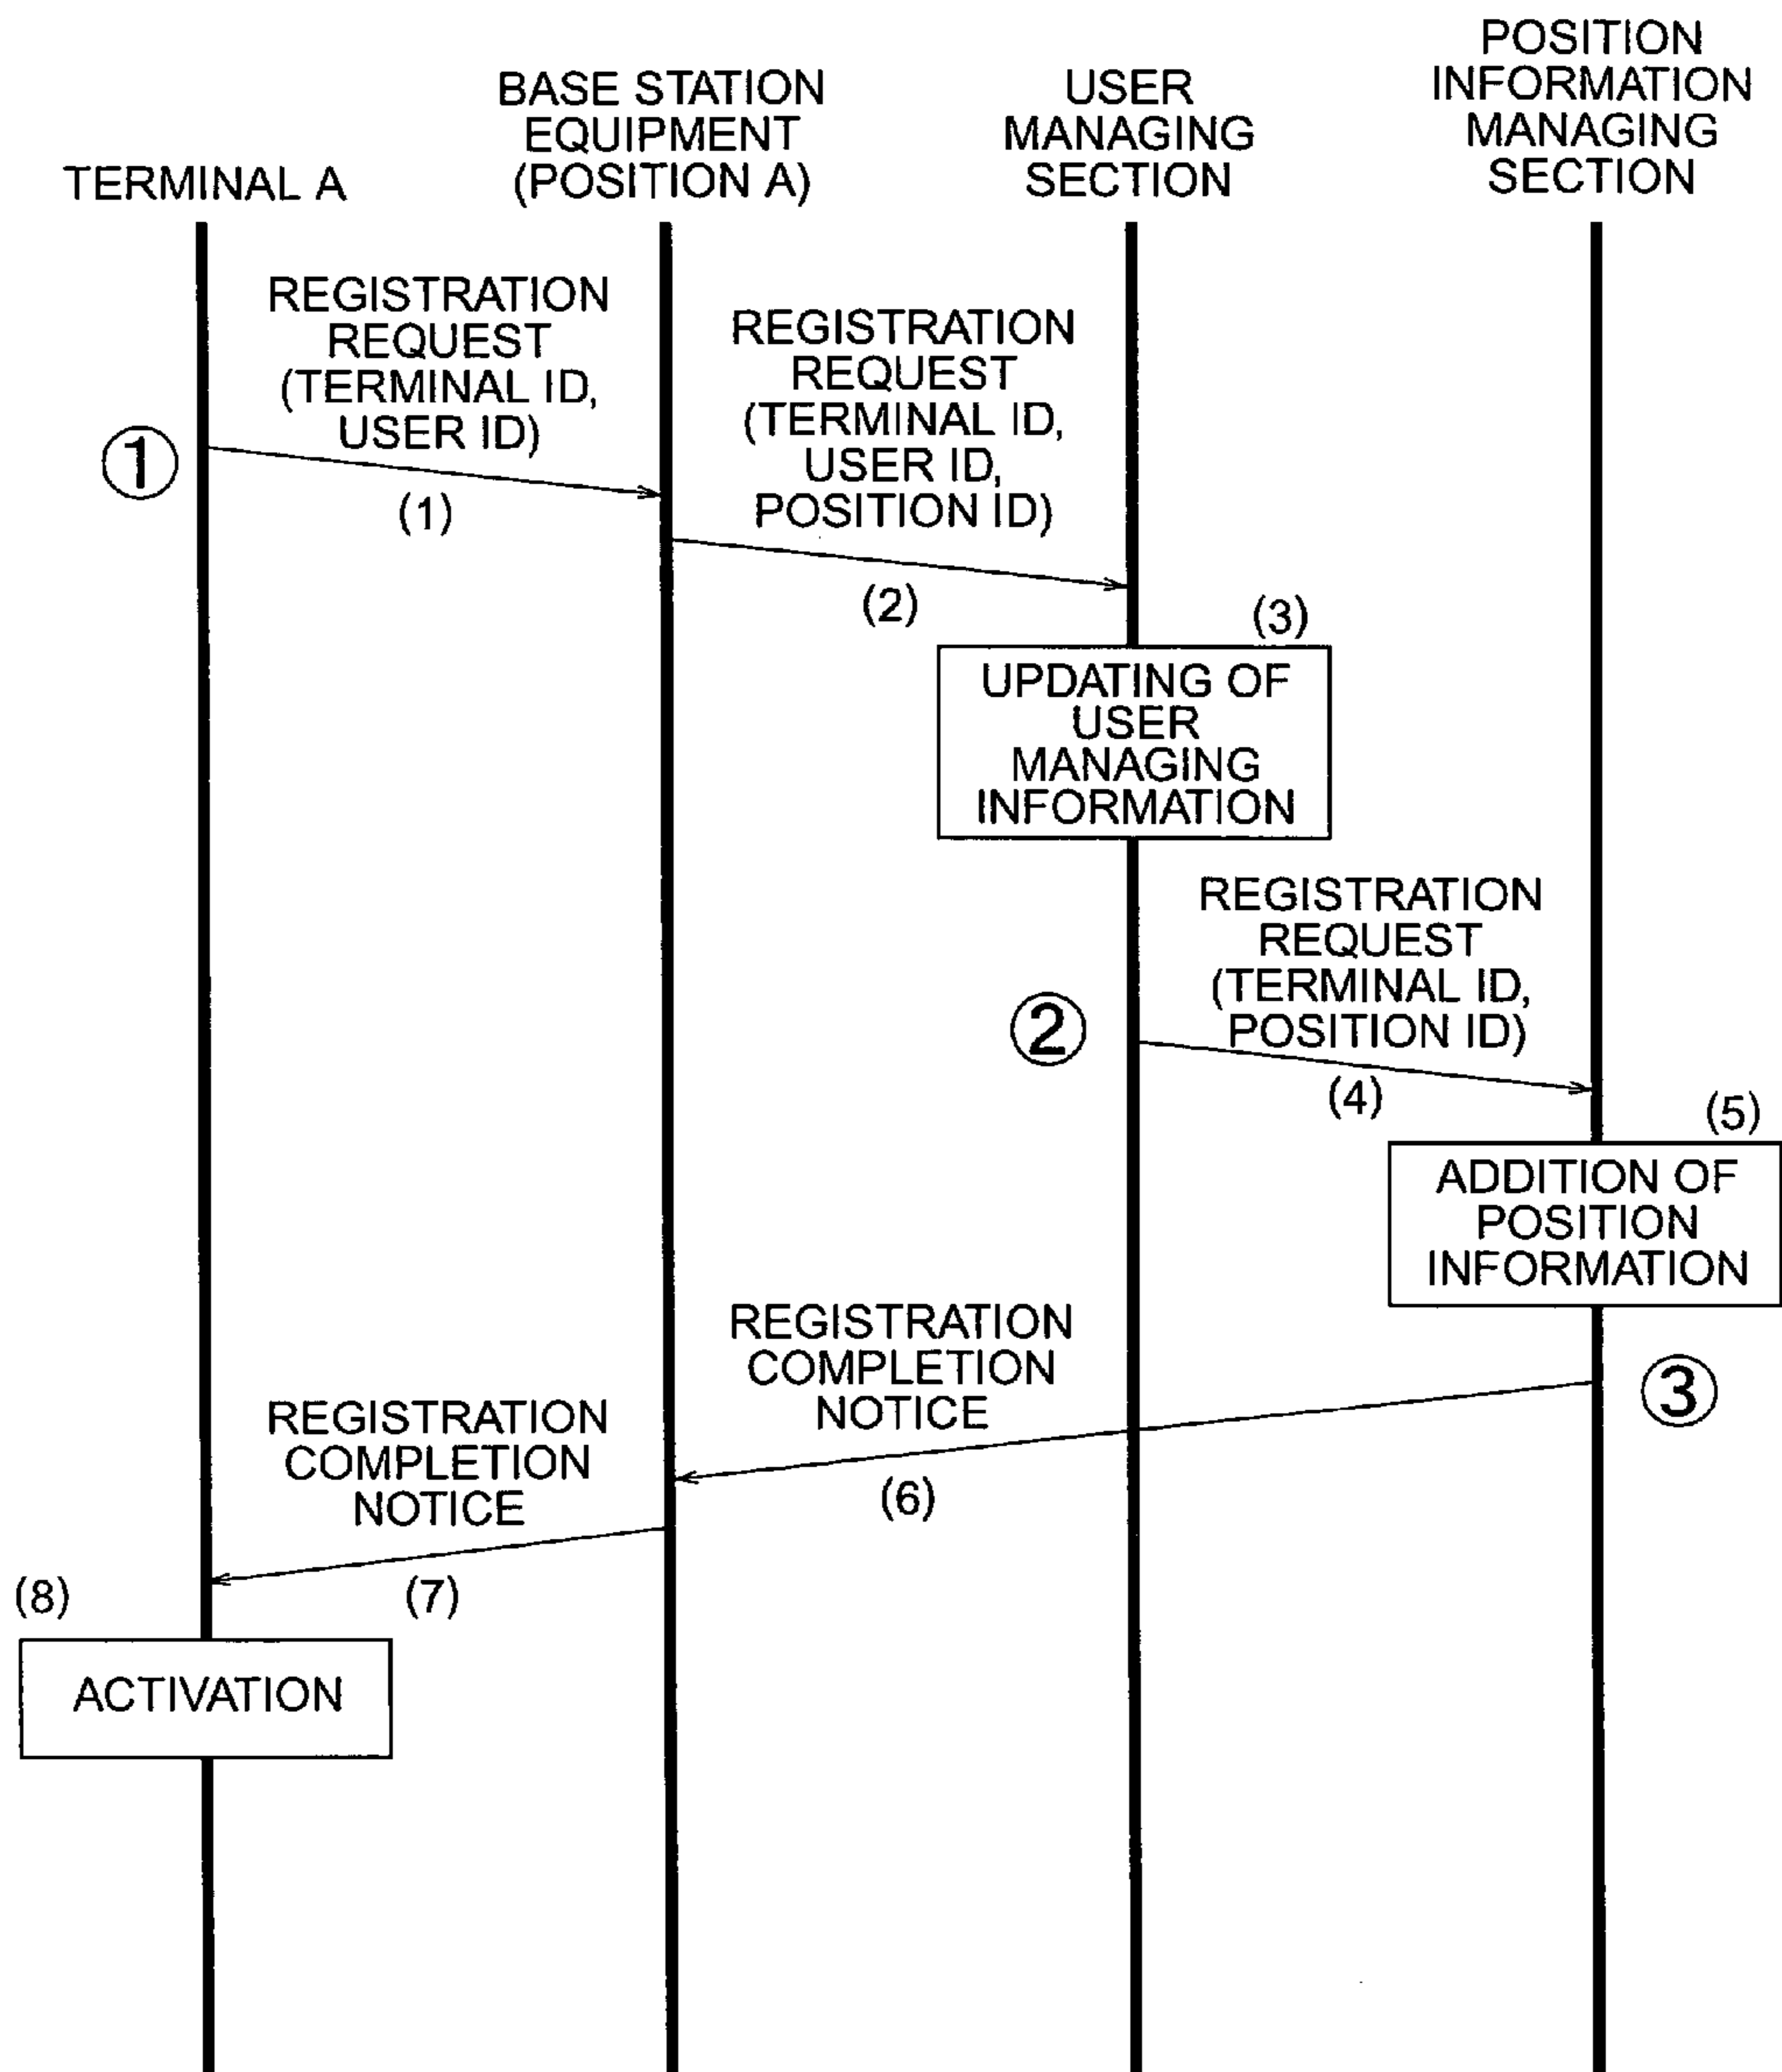 TERMINAL A
BASE STATION
EQUIPMENT
(POSITION A)
USER
MANAGING
SECTION
POSITION
INFORMATION
MANAGING
SECTION
REGISTRATION
REQUEST
(TERMINAL ID,
USER ID)
①
(1)
REGISTRATION
REQUEST
(TERMINAL ID,
USER ID,
POSITION ID)
(2)
(3)
UPDATING OF
USER
MANAGING
INFORMATION
REGISTRATION
REQUEST
(TERMINAL ID,
POSITION ID)
②
(4)
(5)
ADDITION OF
POSITION
INFORMATION
③
REGISTRATION
COMPLETION
NOTICE
(6)
REGISTRATION
COMPLETION
NOTICE
(7)
(8)
ACTIVATION